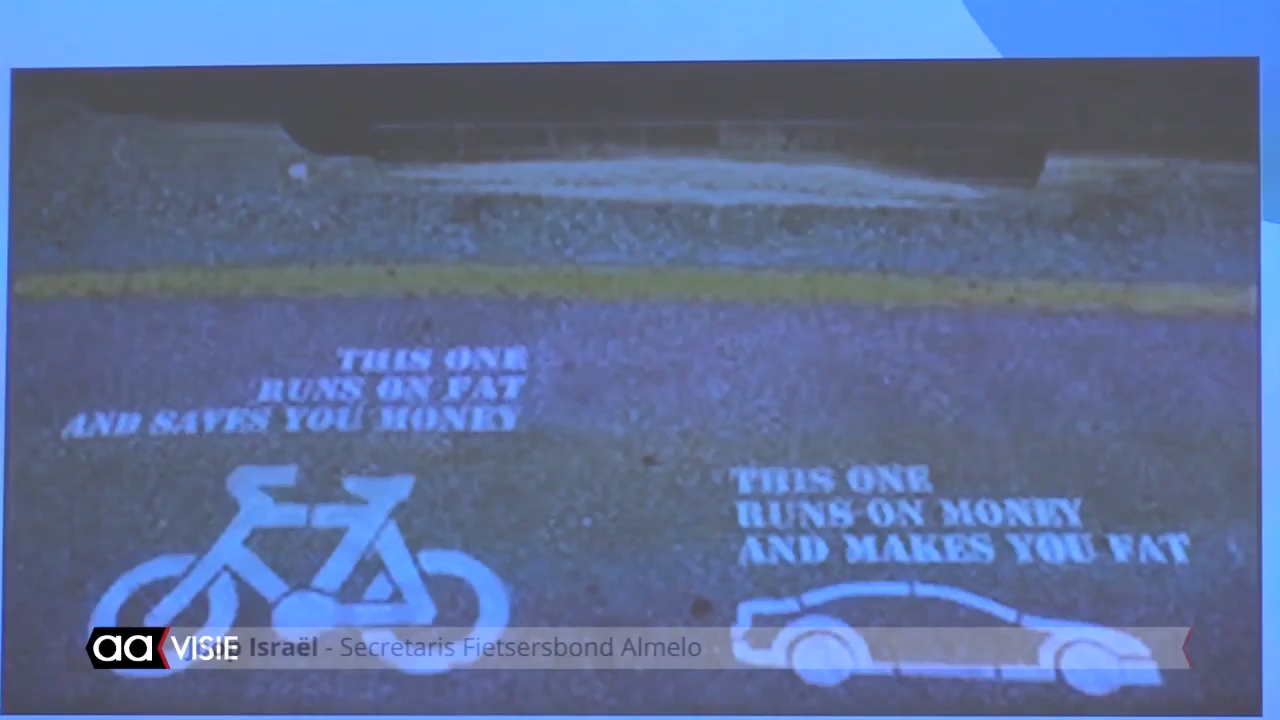 THIS ONE
RUNS ON FAT
AND SAVES YOU MONEY
THIS ONE
RUNS ON MONEY
AND MAKES YOU FAT
aa VISIE
Israël - Secretaris Fietsersbond Almelo